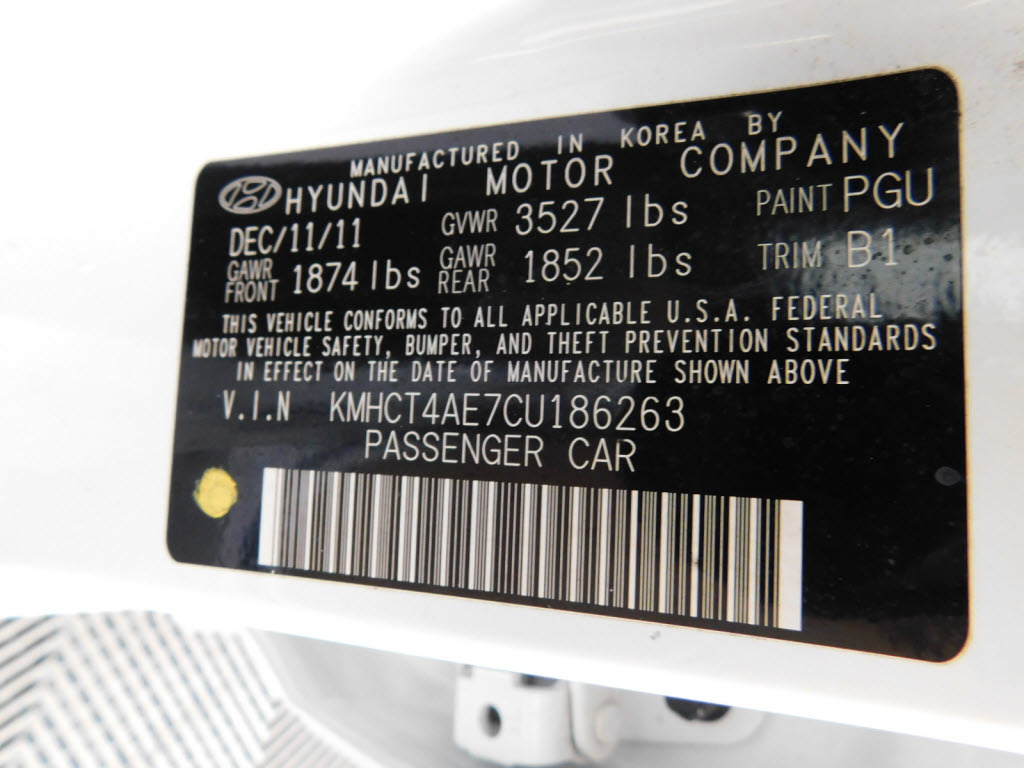 MANUFACTURED IN KOREA BY
HYUNDAI MOTOR COMPANY
DEC/11/11 GVWR 3527 lbs PAINT PGU
GAWR FRONT 1874 lbs GAWR REAR 1852 lbs TRIM B1
THIS VEHICLE CONFORMS TO ALL APPLICABLE U.S.A. FEDERAL
MOTOR VEHICLE SAFETY, BUMPER, AND THEFT PREVENTION STANDARDS
IN EFFECT ON THE DATE OF MANUFACTURE SHOWN ABOVE
V.I.N KMHCT4AE7CU186263
PASSENGER CAR